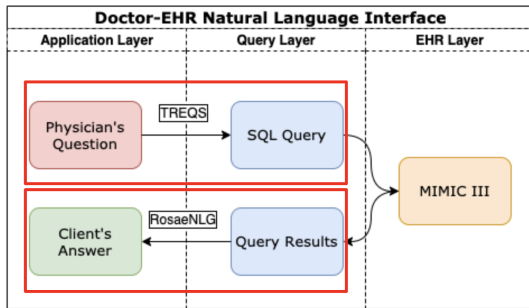 Doctor-EHR Natural Language Interface
Application Layer
Query Layer
EHR Layer
Physician's
Question
TREQS
SQL Query
MIMIC III
Client's
Answer
RosaeNLG
Query Results